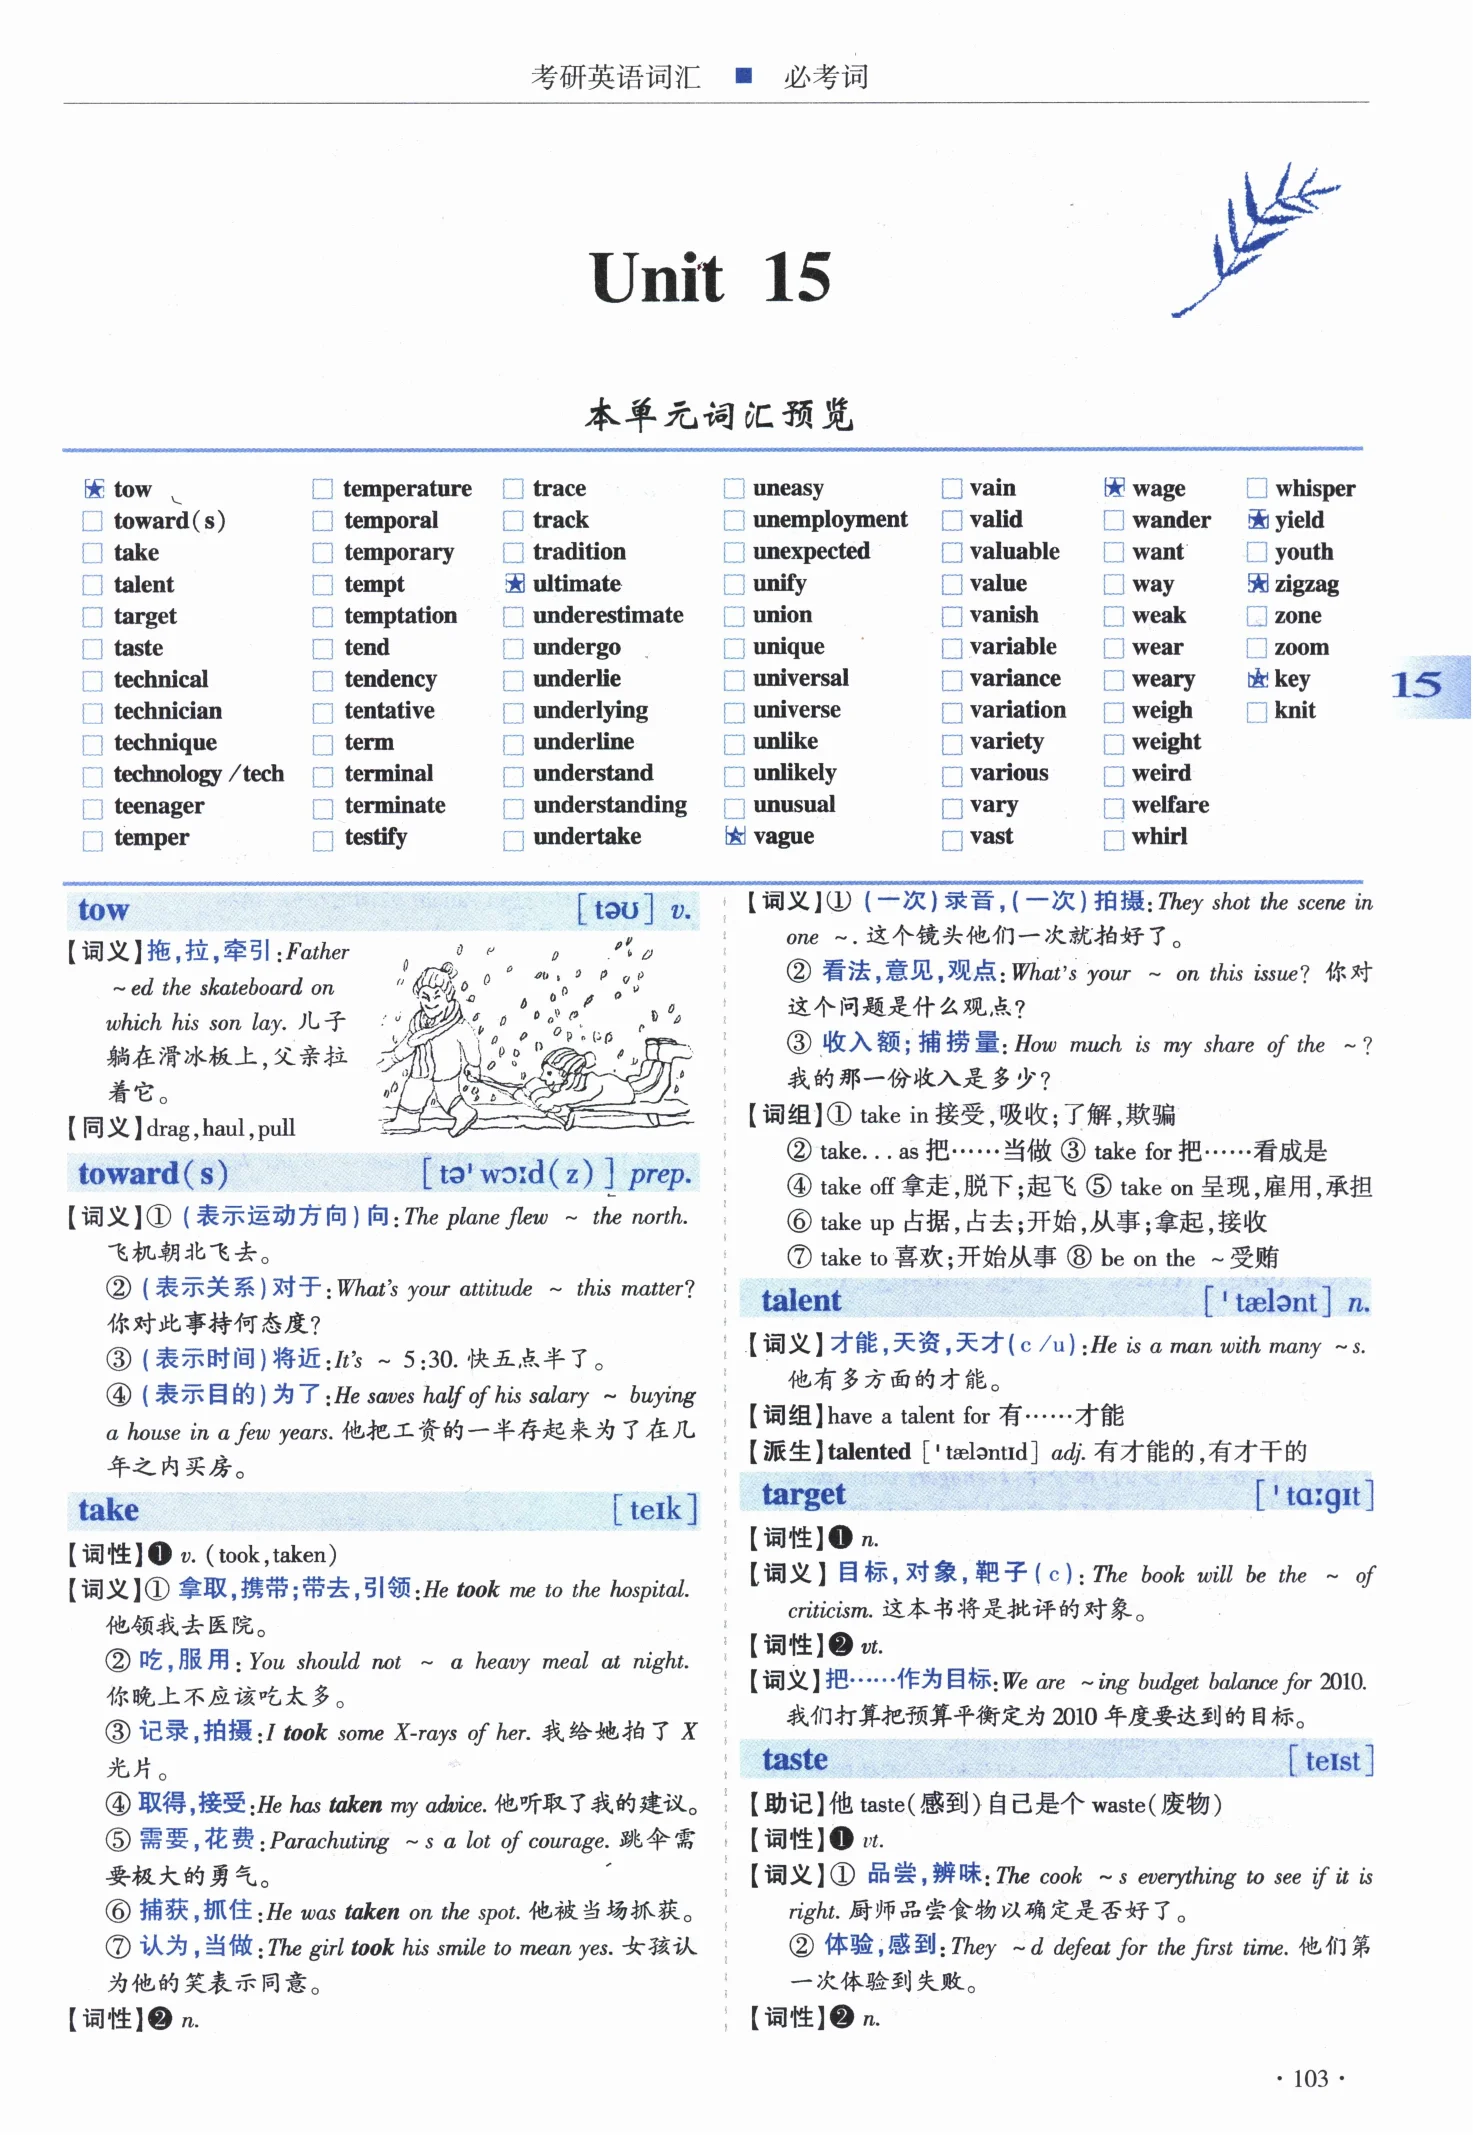 考研英语词汇 ■ 必考词
Unit 15
本单元词汇预览
tow
toward(s)
take
talent
target
taste
technical
technician
technique
technology/tech
teenager
temper
temperature
temporal
temporary
tempt
temptation
tend
tendency
tentative
term
terminal
terminate
testify
trace
track
tradition
ultimate
underestimate
undergo
underlie
underlying
underline
understand
understanding
undertake
uneasy
unemployment
unexpected
unify
union
unique
universal
universe
unlike
unlikely
unusual
vague
vain
valid
valuable
value
vanish
variable
variance
variation
variety
various
vary
vast
wage
wander
want
way
weak
wear
weary
weigh
weight
weird
welfare
whirl
whisper
yield
youth
zigzag
zone
zoom
key
knit
15
tow [təʊ] v.
【词义】拖,拉,牵引:Father
~ed the skateboard on
which his son lay. 儿子
躺在滑冰板上,父亲拉
着它。
【同义】drag,haul,pull
toward(s) [təˈwɔːd(z)] prep.
【词义】① (表示运动方向)向:The plane flew ~ the north.
飞机朝北飞去。
② (表示关系)对于:What's your attitude ~ this matter?
你对此事持何态度?
③ (表示时间)将近:It's ~ 5:30. 快五点半了。
④ (表示目的)为了:He saves half of his salary ~ buying
a house in a few years. 他把工资的一半存起来为了在几
年之内买房。
take [teɪk]
【词性】❶ v. (took,taken)
【词义】① 拿取,携带;带去,引领:He took me to the hospital.
他领我去医院。
② 吃,服用:You should not ~ a heavy meal at night.
你晚上不应该吃太多。
③ 记录,拍摄:I took some X-rays of her. 我给她拍了 X
光片。
④ 取得,接受:He has taken my advice. 他听取了我的建议。
⑤ 需要,花费:Parachuting ~s a lot of courage. 跳伞需
要极大的勇气。
⑥ 捕获,抓住:He was taken on the spot. 他被当场抓获。
⑦ 认为,当做:The girl took his smile to mean yes. 女孩认
为他的笑表示同意。
【词性】❷ n.
【词义】① (一次)录音,(一次)拍摄:They shot the scene in
one ~. 这个镜头他们一次就拍好了。
② 看法,意见,观点:What's your ~ on this issue? 你对
这个问题是什么观点?
③ 收入额;捕捞量:How much is my share of the ~?
我的那一份收入是多少?
【词组】① take in 接受,吸收;了解,欺骗
② take...as 把……当做 ③ take for 把……看成是
④ take off 拿走,脱下;起飞 ⑤ take on 呈现,雇用,承担
⑥ take up 占据,占去;开始,从事;拿起,接收
⑦ take to 喜欢;开始从事 ⑧ be on the ~受贿
talent [ˈtælənt] n.
【词义】才能,天资,天才(c/u):He is a man with many ~s.
他有多方面的才能。
【词组】have a talent for 有……才能
【派生】talented [ˈtæləntɪd] adj. 有才能的,有才干的
target [ˈtɑːgɪt]
【词性】❶ n.
【词义】目标,对象,靶子(c):The book will be the ~ of
criticism. 这本书将是批评的对象。
【词性】❷ vt.
【词义】把……作为目标:We are ~ing budget balance for 2010.
我们打算把预算平衡定为 2010 年度要达到的目标。
taste [teɪst]
【助记】他 taste(感到)自己是个 waste(废物)
【词性】❶ vt.
【词义】① 品尝,辨味:The cook ~s everything to see if it is
right. 厨师品尝食物以确定是否好了。
② 体验,感到:They ~d defeat for the first time. 他们第
一次体验到失败。
【词性】❷ n.
· 103 ·